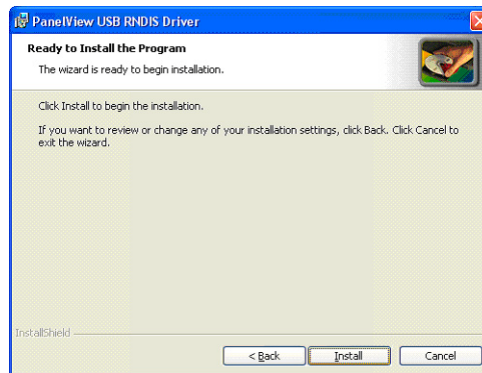 PanelView USB RNDIS Driver
Ready to Install the Program
The wizard is ready to begin installation.
Click Install to begin the installation.
If you want to review or change any of your installation settings, click Back. Click Cancel to
exit the wizard.
InstallShield
< Back Install Cancel